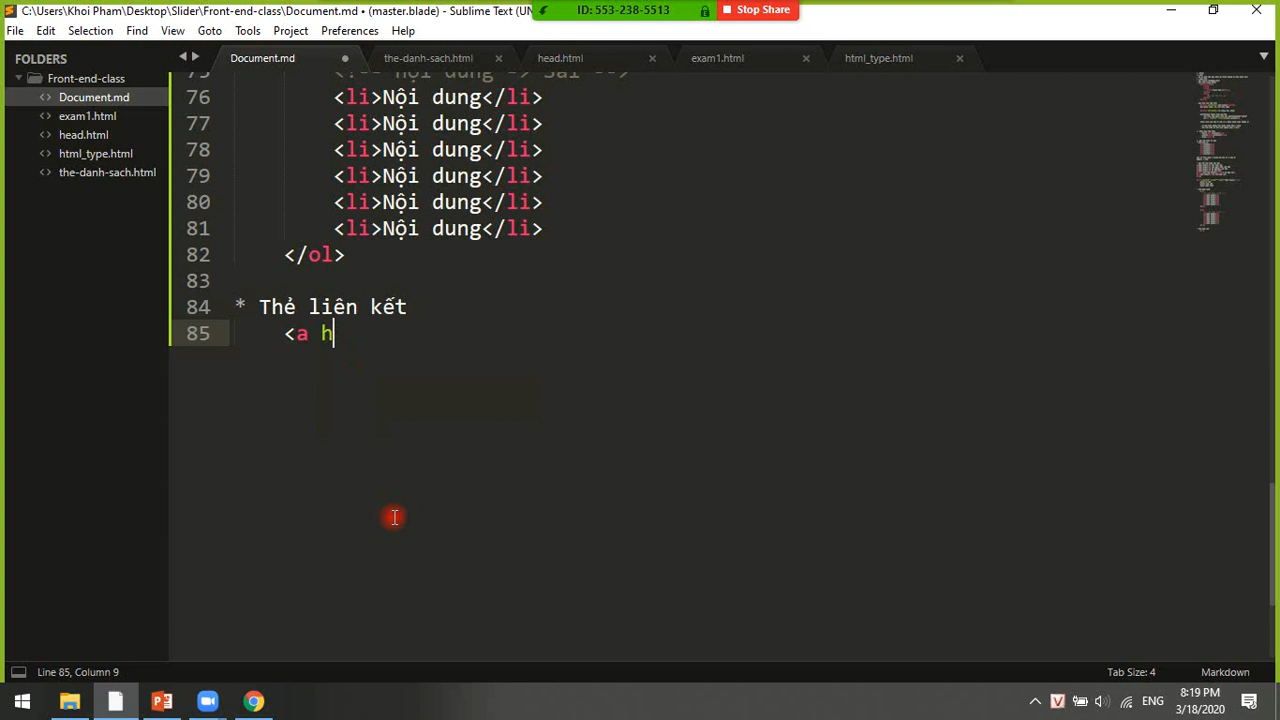 C:\Users\Khoi Pham\Desktop\Slider\Front-end-class\Document.md • (master.blade) - Sublime Text (UN
ID: 553-238-5513
Stop Share
File Edit Selection Find View Goto Tools Project Preferences Help
FOLDERS
Front-end-class
Document.md
exam1.html
head.html
html_type.html
the-danh-sach.html
Document.md the-danh-sach.html head.html exam1.html html_type.html
75 <!-- nội dung -> Sai -->
76 <li>Nội dung</li>
77 <li>Nội dung</li>
78 <li>Nội dung</li>
79 <li>Nội dung</li>
80 <li>Nội dung</li>
81 <li>Nội dung</li>
82 </ol>
83
84 * Thẻ liên kết
85 <a h
Line 85, Column 9
Tab Size: 4
Markdown
ENG
8:19 PM
3/18/2020